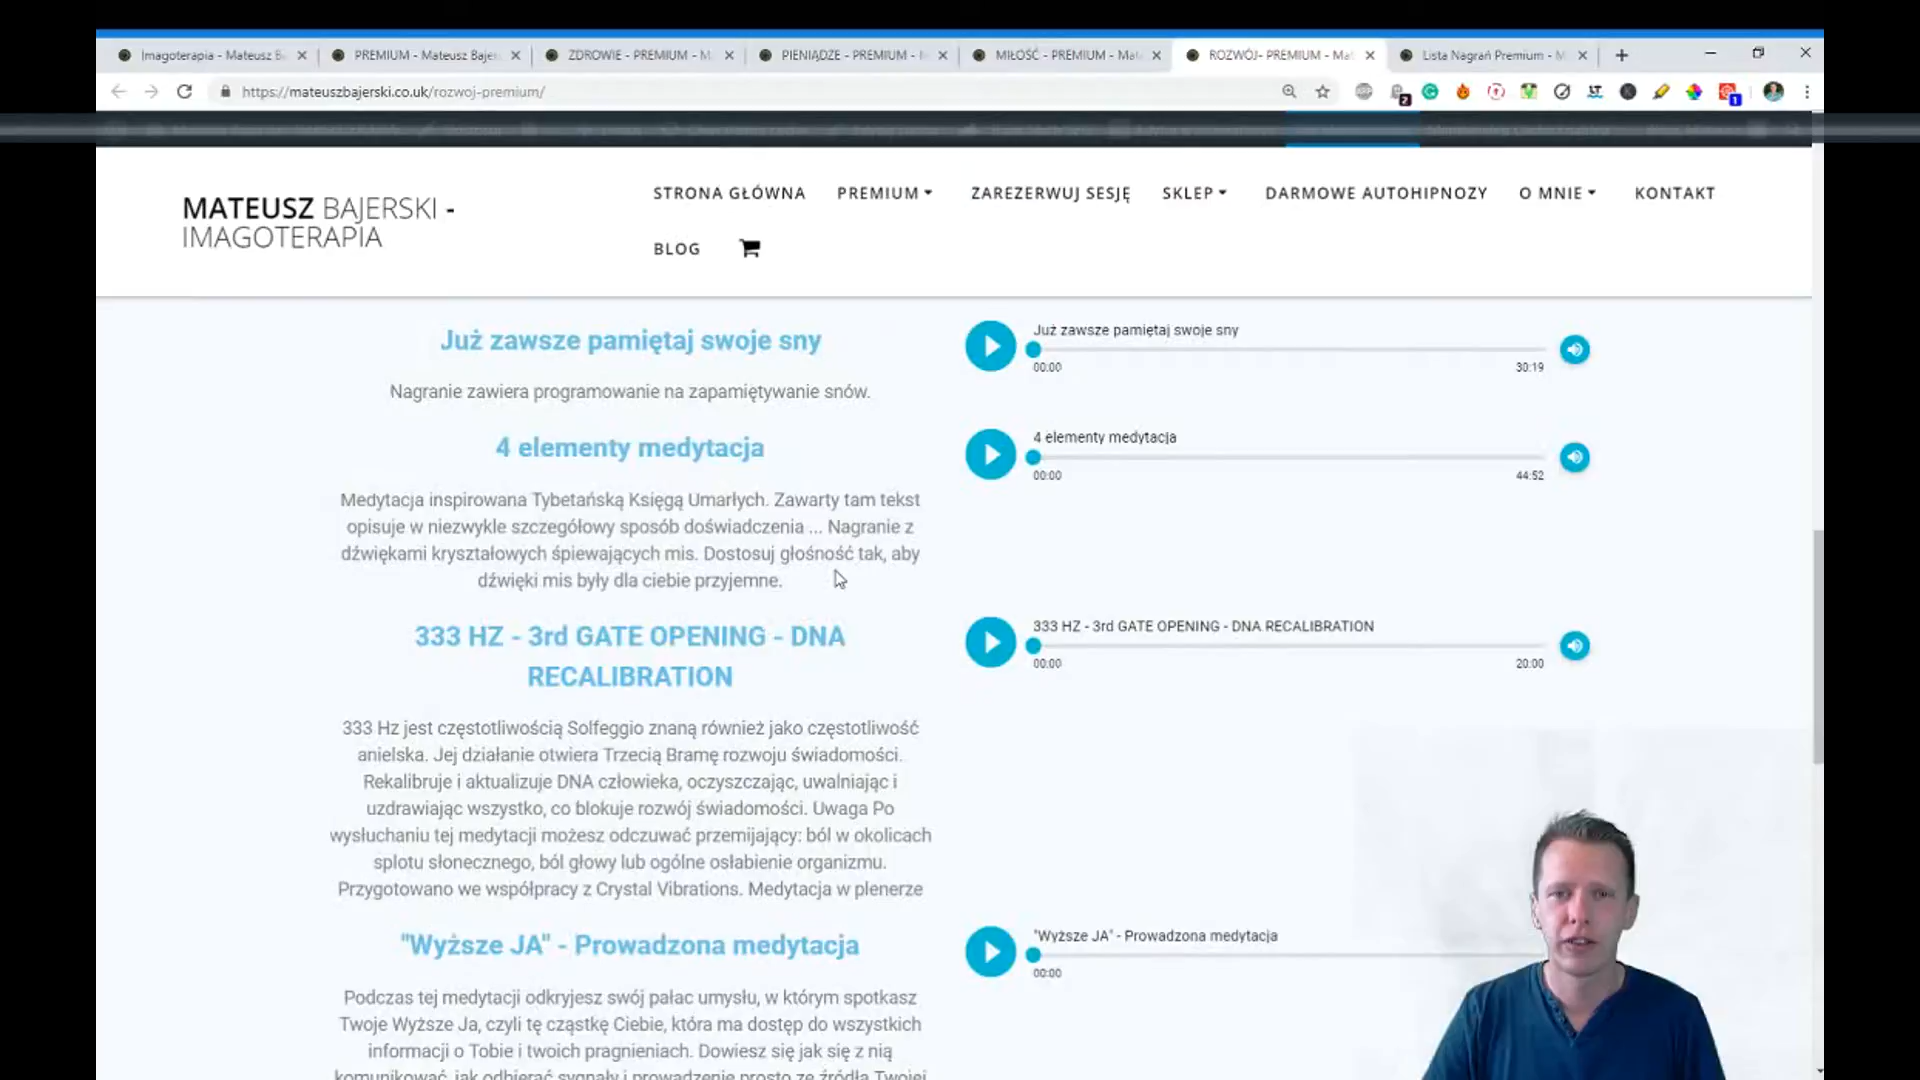 Imagoterapia - Mateusz B
PREMIUM - Mateusz Bajer
ZDROWIE - PREMIUM - M
PIENIĄDZE - PREMIUM -
MIŁOŚĆ - PREMIUM - Mat
ROZWÓJ- PREMIUM - Mat
Lista Nagrań Premium - M
https://mateuszbajerski.co.uk/rozwoj-premium/
MATEUSZ BAJERSKI -
IMAGOTERAPIA
STRONA GŁÓWNA
PREMIUM
ZAREZERWUJ SESJĘ
SKLEP
DARMOWE AUTOHIPNOZY
O MNIE
KONTAKT
BLOG
Już zawsze pamiętaj swoje sny
Nagranie zawiera programowanie na zapamiętywanie snów.
Już zawsze pamiętaj swoje sny
00:00
30:19
4 elementy medytacja
Medytacja inspirowana Tybetańską Księgą Umarłych. Zawarty tam tekst
opisuje w niezwykle szczegółowy sposób doświadczenia ... Nagranie z
dźwiękami kryształowych śpiewających mis. Dostosuj głośność tak, aby
dźwięki mis były dla ciebie przyjemne.
4 elementy medytacja
00:00
44:52
333 HZ - 3rd GATE OPENING - DNA
RECALIBRATION
333 Hz jest częstotliwością Solfeggio znaną również jako częstotliwość
anielska. Jej działanie otwiera Trzecią Bramę rozwoju świadomości.
Rekalibruje i aktualizuje DNA człowieka, oczyszczając, uwalniając i
uzdrawiając wszystko, co blokuje rozwój świadomości. Uwaga Po
wysłuchaniu tej medytacji możesz odczuwać przemijający: ból w okolicach
splotu słonecznego, ból głowy lub ogólne osłabienie organizmu.
Przygotowano we współpracy z Crystal Vibrations. Medytacja w plenerze
333 HZ - 3rd GATE OPENING - DNA RECALIBRATION
00:00
20:00
"Wyższe JA" - Prowadzona medytacja
Podczas tej medytacji odkryjesz swój pałac umysłu, w którym spotkasz
Twoje Wyższe Ja, czyli tę cząstkę Ciebie, która ma dostęp do wszystkich
informacji o Tobie i twoich pragnieniach. Dowiesz się jak się z nią
komunikować, jak odbierać sygnały i prowadzenie prosto ze źródła Twojej
"Wyższe JA" - Prowadzona medytacja
00:00